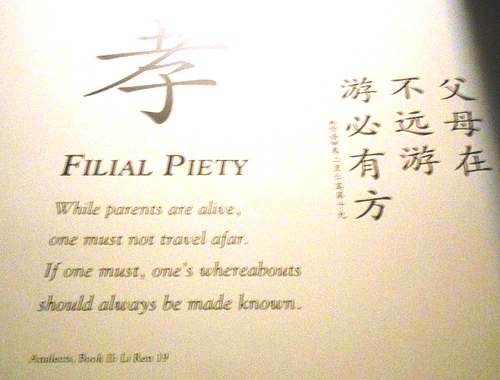 孝
FILIAL PIETY
While parents are alive,
one must not travel afar.
If one must, one's whereabouts
should always be made known.
Analects, Book II: Li Ren 19
父母在
不远游
游必有方